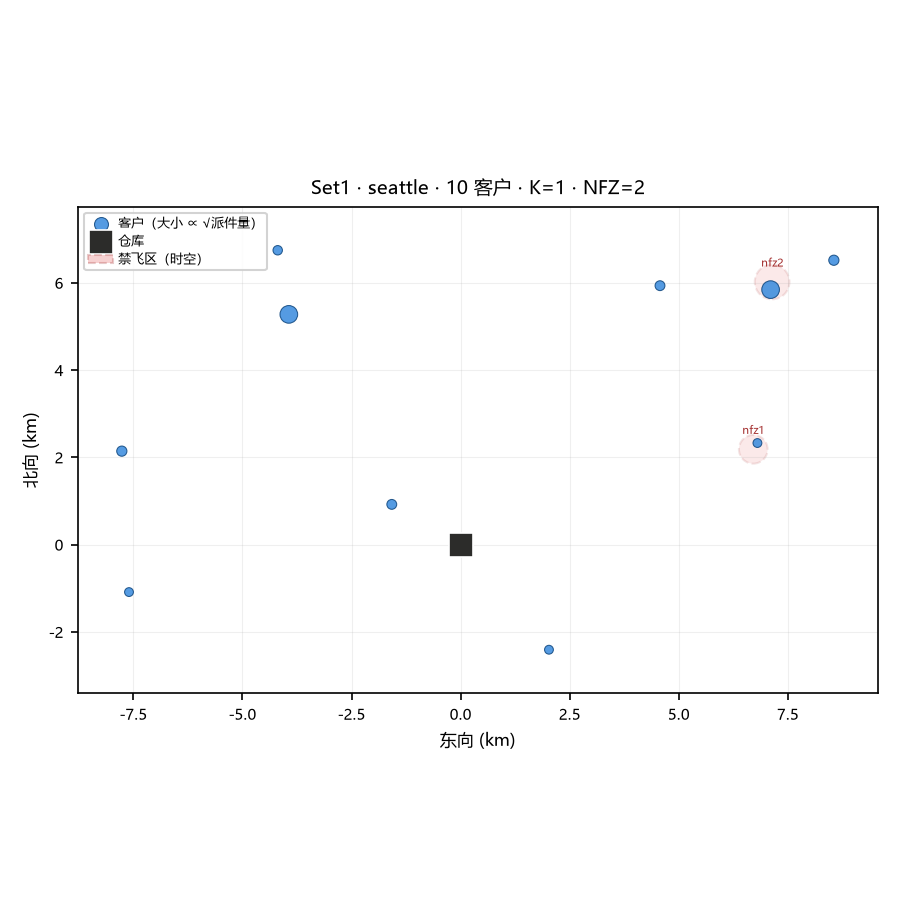 Set1 · seattle · 10 客户 · K=1 · NFZ=2
客户（大小 ∝ √派件量）
仓库
禁飞区（时空）
nfz2
nfz1
6
4
2
0
-2
北向 (km)
-7.5 -5.0 -2.5 0.0 2.5 5.0 7.5
东向 (km)